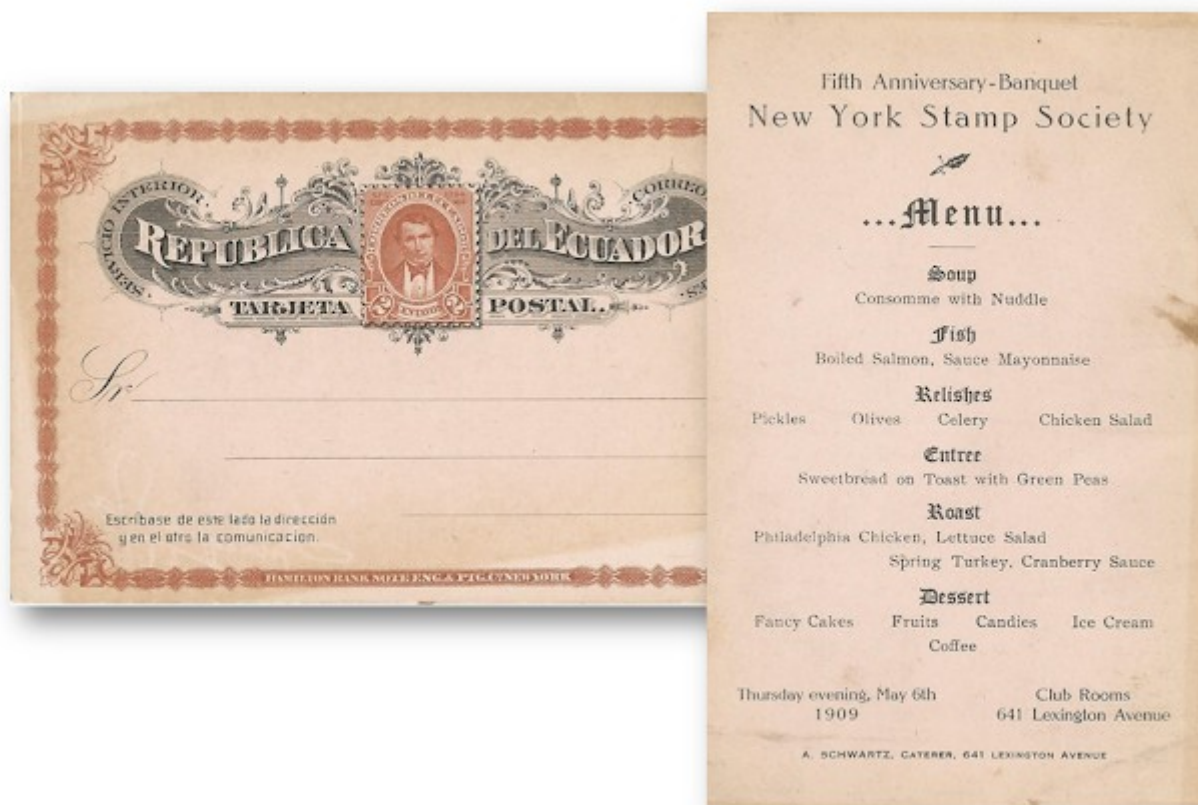 SERVICIO INTERIOR.
CORREO
REPUBLICA
DEL ECUADOR
TARJETA
POSTAL.
2
2
Sr
Escríbase de este lado la dirección
y en el otro la comunicacion.
HAMILTON BANK NOTE ENG. & PTG. Co NEW YORK
Fifth Anniversary-Banquet
New York Stamp Society
...Menu...
Soup
Consomme with Nuddle
Fish
Boiled Salmon, Sauce Mayonnaise
Relishes
Pickles Olives Celery Chicken Salad
Entree
Sweetbread on Toast with Green Peas
Roast
Philadelphia Chicken, Lettuce Salad
Spring Turkey, Cranberry Sauce
Dessert
Fancy Cakes Fruits Candies Ice Cream
Coffee
Thursday evening, May 6th
1909
Club Rooms
641 Lexington Avenue
A. SCHWARTZ, CATERER, 641 LEXINGTON AVENUE